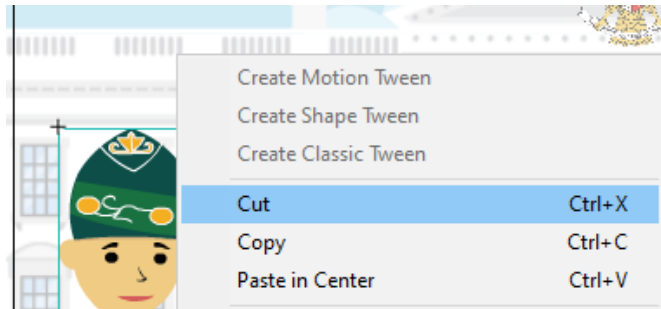 Create Motion Tween
Create Shape Tween
Create Classic Tween
Cut Ctrl+X
Copy Ctrl+C
Paste in Center Ctrl+V